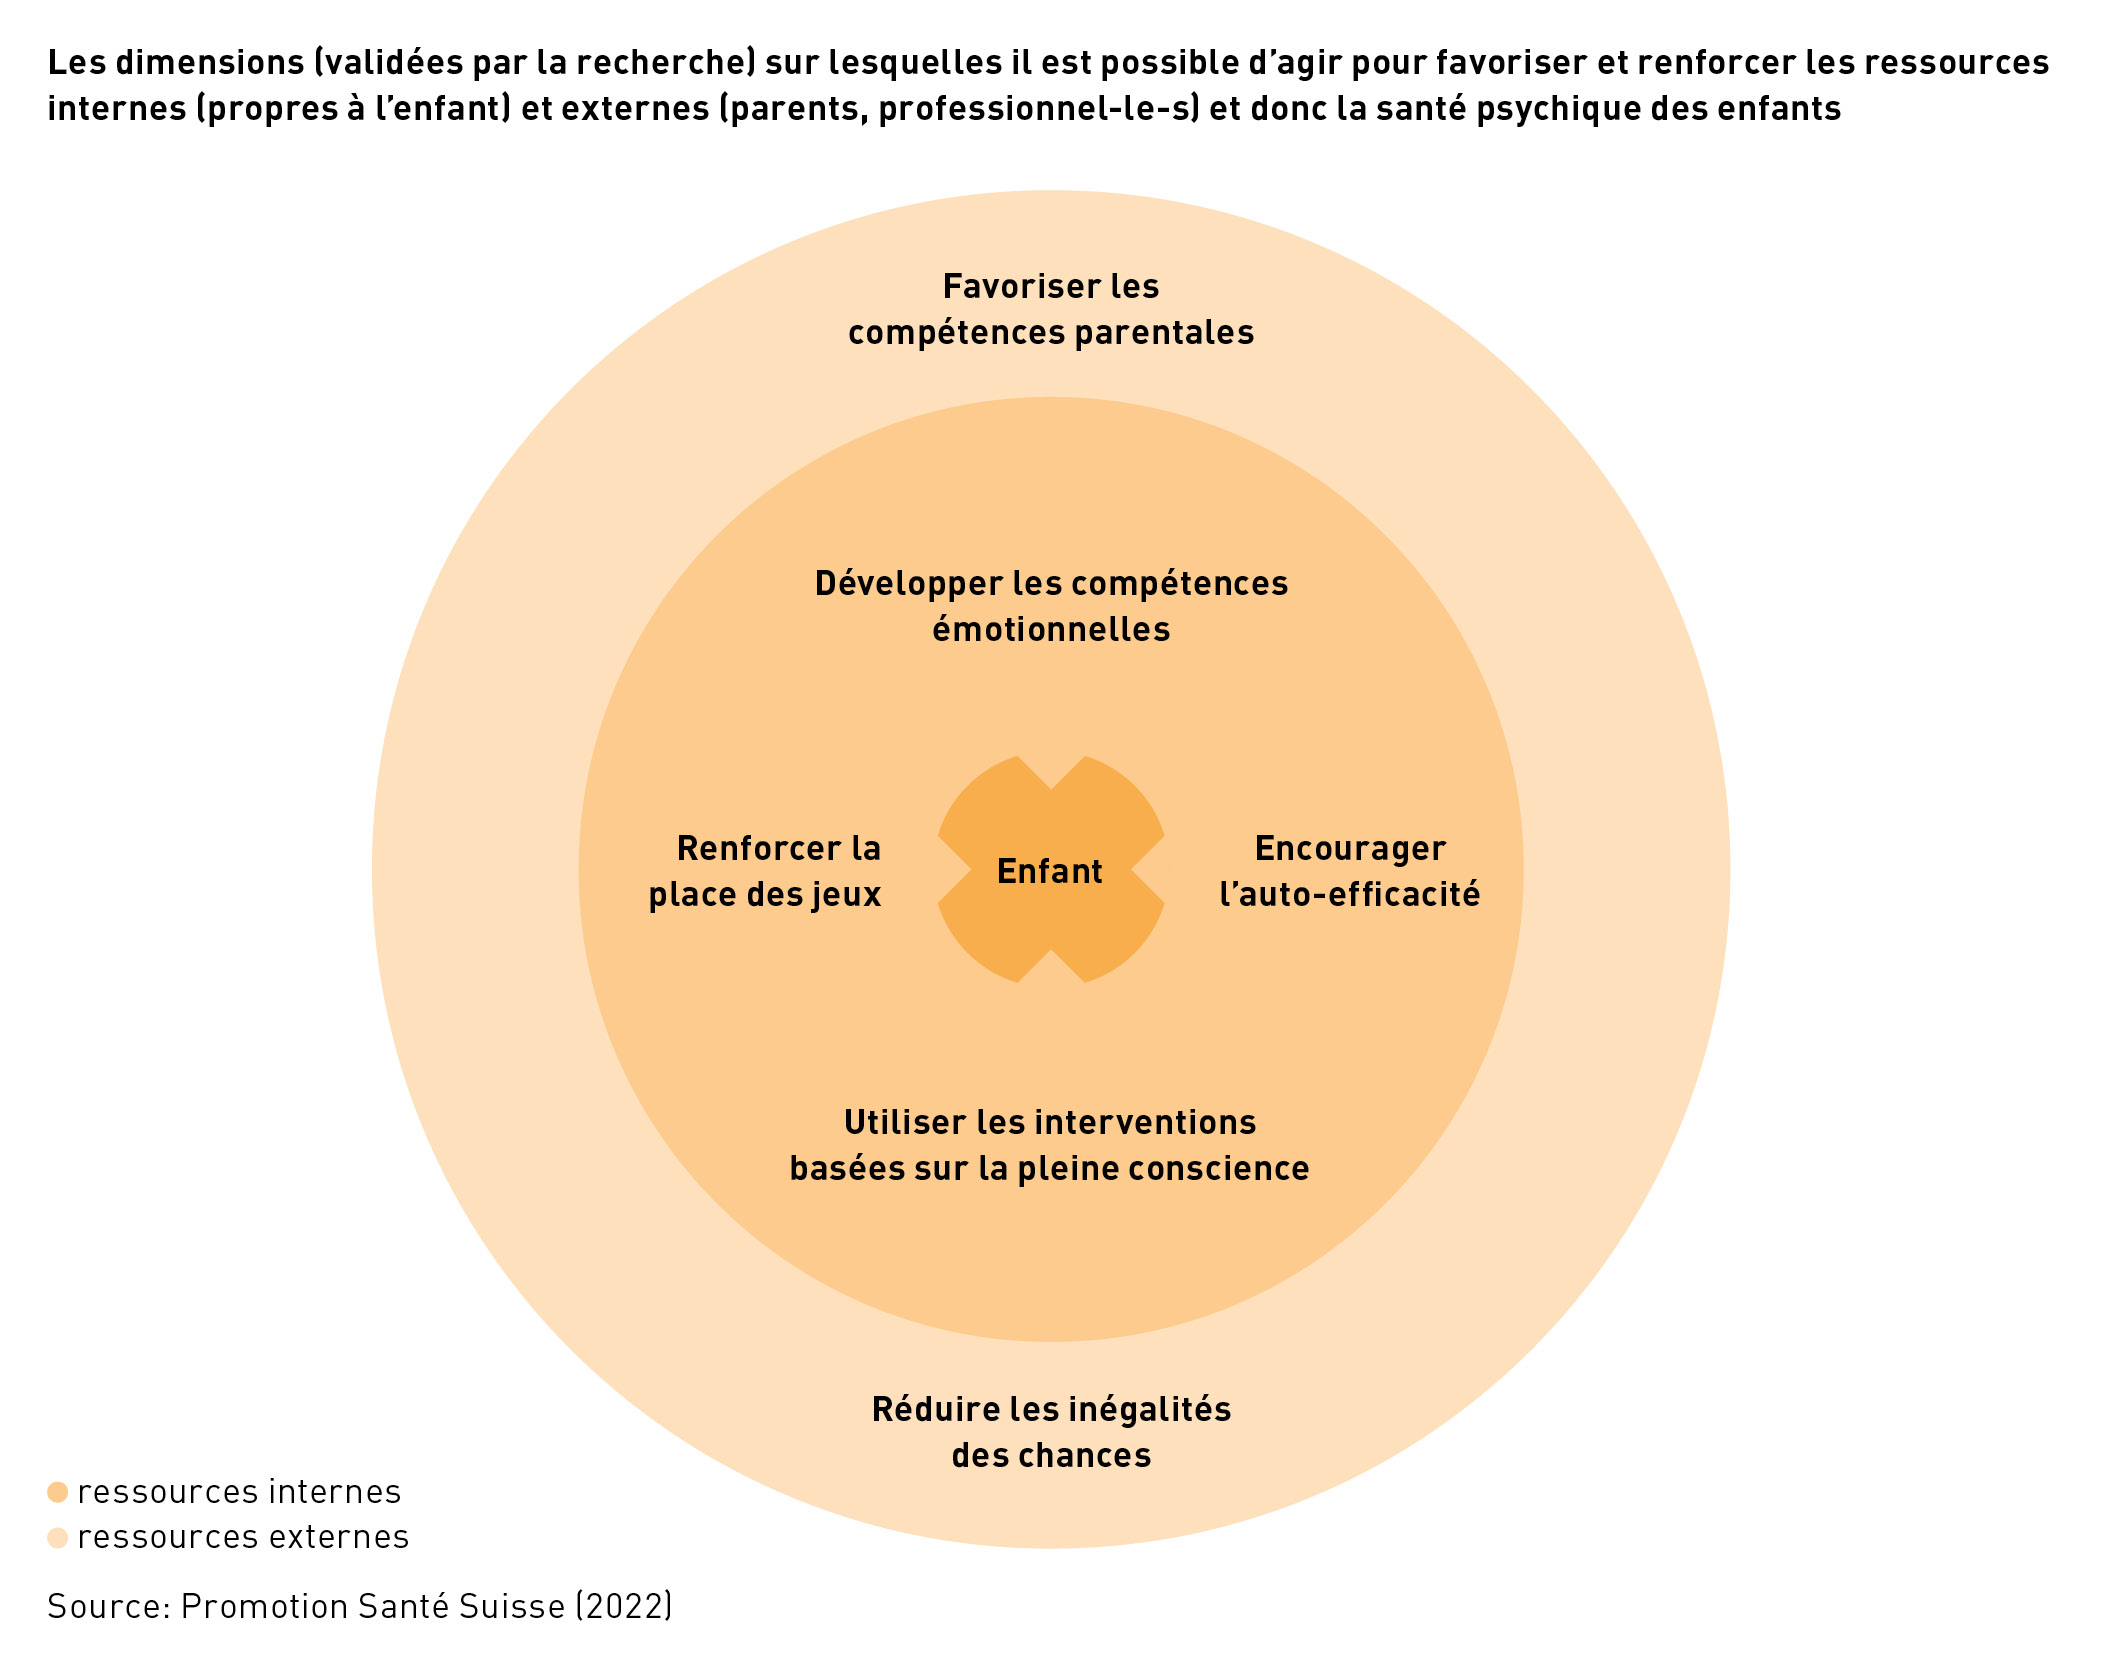 Les dimensions (validées par la recherche) sur lesquelles il est possible d’agir pour favoriser et renforcer les ressources
internes (propres à l’enfant) et externes (parents, professionnel-le-s) et donc la santé psychique des enfants
Favoriser les
compétences parentales
Développer les compétences
émotionnelles
Renforcer la
place des jeux
Enfant
Encourager
l’auto-efficacité
Utiliser les interventions
basées sur la pleine conscience
Réduire les inégalités
des chances
ressources internes
ressources externes
Source: Promotion Santé Suisse (2022)